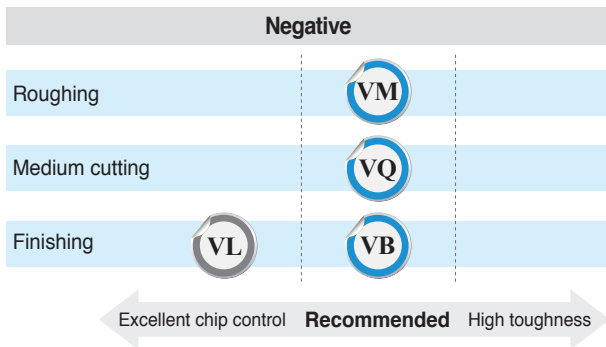 Negative
Roughing VM
Medium cutting VQ
Finishing VL VB
Excellent chip control Recommended High toughness